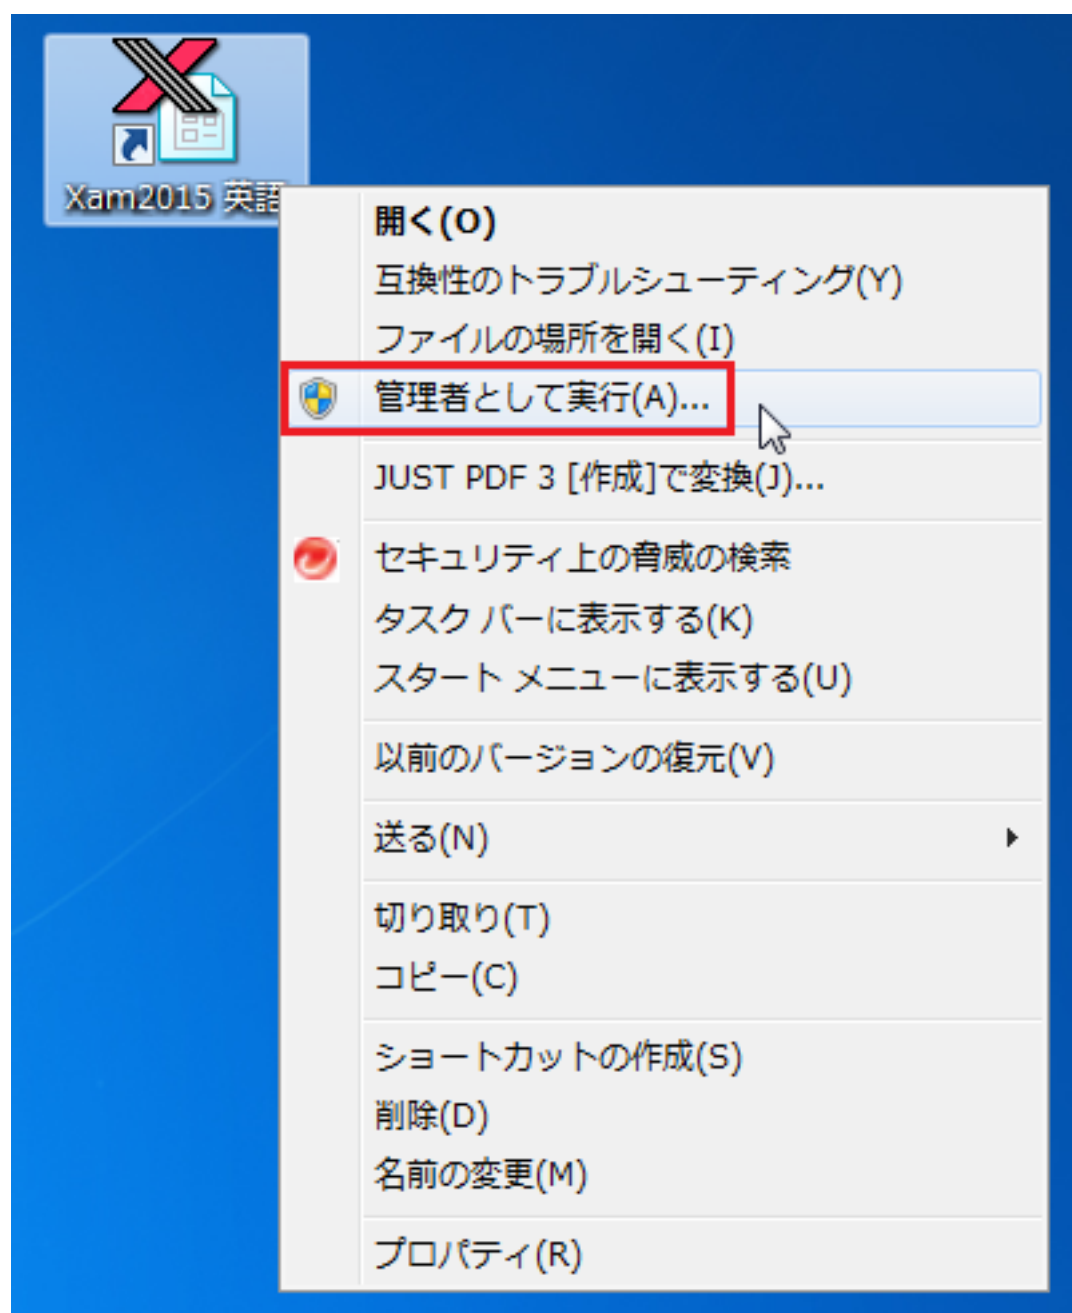 Xam2015 英語
開く(O)
互換性のトラブルシューティング(Y)
ファイルの場所を開く(I)
管理者として実行(A)...
JUST PDF 3 [作成]で変換(J)...
セキュリティ上の脅威の検索
タスク バーに表示する(K)
スタート メニューに表示する(U)
以前のバージョンの復元(V)
送る(N)
切り取り(T)
コピー(C)
ショートカットの作成(S)
削除(D)
名前の変更(M)
プロパティ(R)